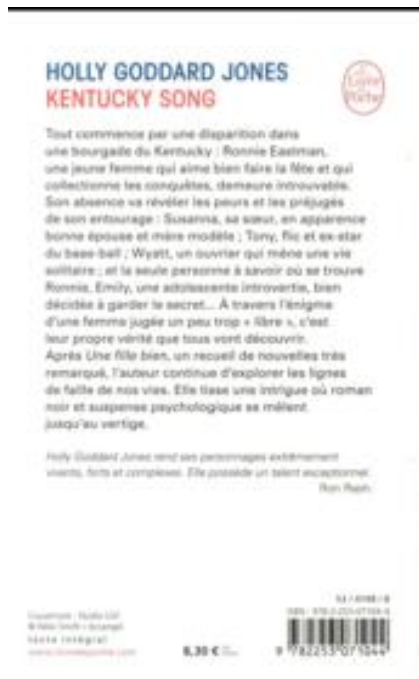 HOLLY GODDARD JONES
KENTUCKY SONG
Le Livre de Poche
Tout commence par une disparition dans
une bourgade du Kentucky : Ronnie Eastman,
une jeune femme qui aime bien faire la fête et qui
collectionne les conquêtes, demeure introuvable.
Son absence va révéler les peurs et les préjugés
de son entourage : Susanna, sa sœur, en apparence
bonne épouse et mère modèle ; Tony, flic et ex-star
du base-ball ; Wyatt, un ouvrier qui mène une vie
solitaire ; et la seule personne à savoir où se trouve
Ronnie, Emily, une adolescente introvertie, bien
décidée à garder le secret... À travers l'énigme
d'une femme jugée un peu trop « libre », c'est
leur propre vérité que tous vont découvrir.
Après Une fille bien, un recueil de nouvelles très
remarqué, l'auteur continue d'explorer les lignes
de faille de nos vies. Elle tisse une intrigue où roman
noir et suspense psychologique se mêlent
jusqu'au vertige.
Holly Goddard Jones rend ses personnages extrêmement
vivants, forts et complexes. Elle possède un talent exceptionnel.
Ron Rash
texte intégral
8,30 €
9 782253 071044